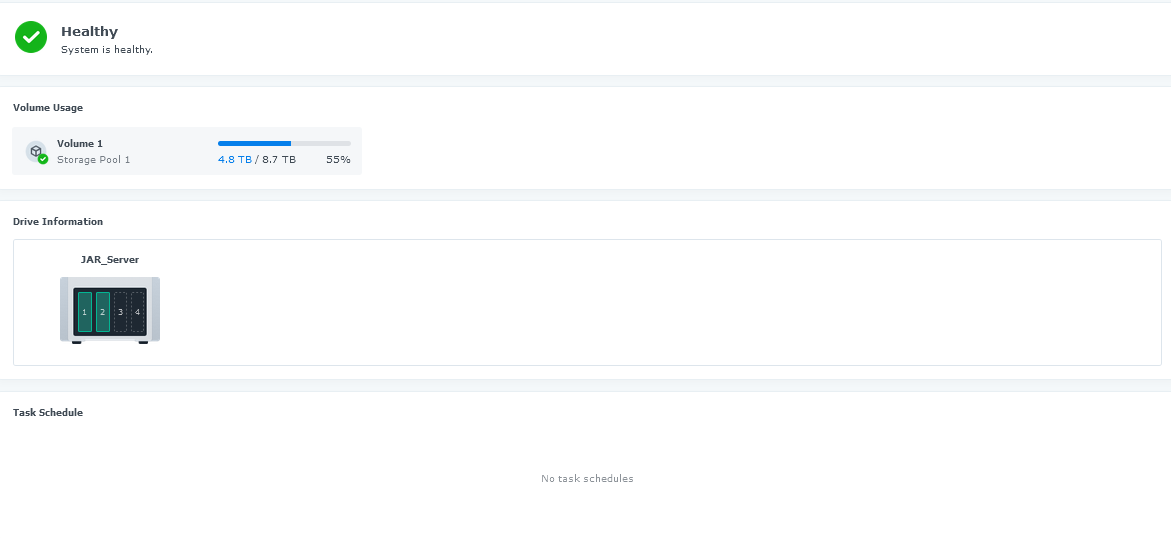 Healthy
System is healthy.
Volume Usage
Volume 1
Storage Pool 1
4.8 TB / 8.7 TB 55%
Drive Information
JAR_Server
1 2 3 4
Task Schedule
No task schedules